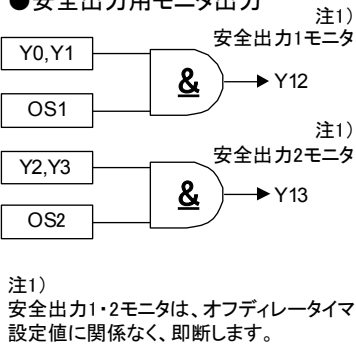 ●安全出力用モニタ出力
注1)
安全出力1モニタ
Y0,Y1
&
Y12
OS1
注1)
安全出力2モニタ
Y2,Y3
&
Y13
OS2
注1)
安全出力1・2モニタは、オフディレータイマ
設定値に関係なく、即断します。